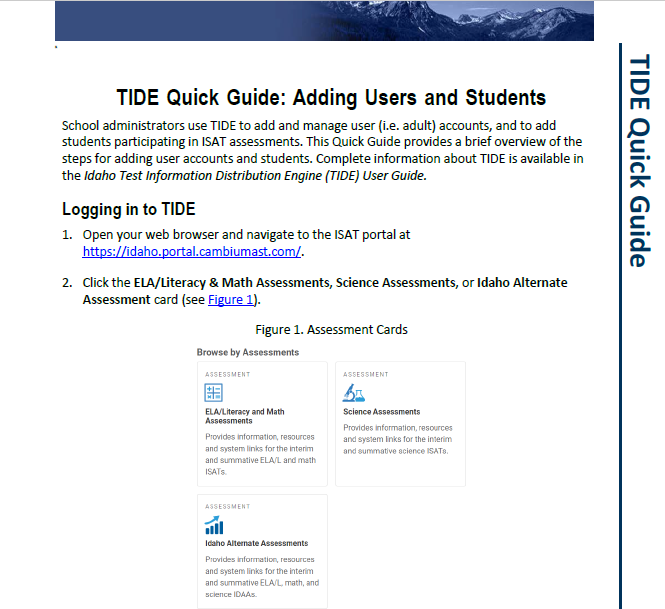 TIDE Quick Guide: Adding Users and Students
School administrators use TIDE to add and manage user (i.e. adult) accounts, and to add
students participating in ISAT assessments. This Quick Guide provides a brief overview of the
steps for adding user accounts and students. Complete information about TIDE is available in
the Idaho Test Information Distribution Engine (TIDE) User Guide.
Logging in to TIDE
1. Open your web browser and navigate to the ISAT portal at
https://idaho.portal.cambiumast.com/.
2. Click the ELA/Literacy & Math Assessments, Science Assessments, or Idaho Alternate
Assessment card (see Figure 1).
Figure 1. Assessment Cards
Browse by Assessments
ASSESSMENT
ELA/Literacy and Math
Assessments
Provides information, resources
and system links for the interim
and summative ELA/L and math
ISATs.
ASSESSMENT
Science Assessments
Provides information, resources
and system links for the interim
and summative science ISATs.
ASSESSMENT
Idaho Alternate Assessments
Provides information, resources
and system links for the interim
and summative ELA/L, math, and
science IDAAs.
TIDE Quick Guide